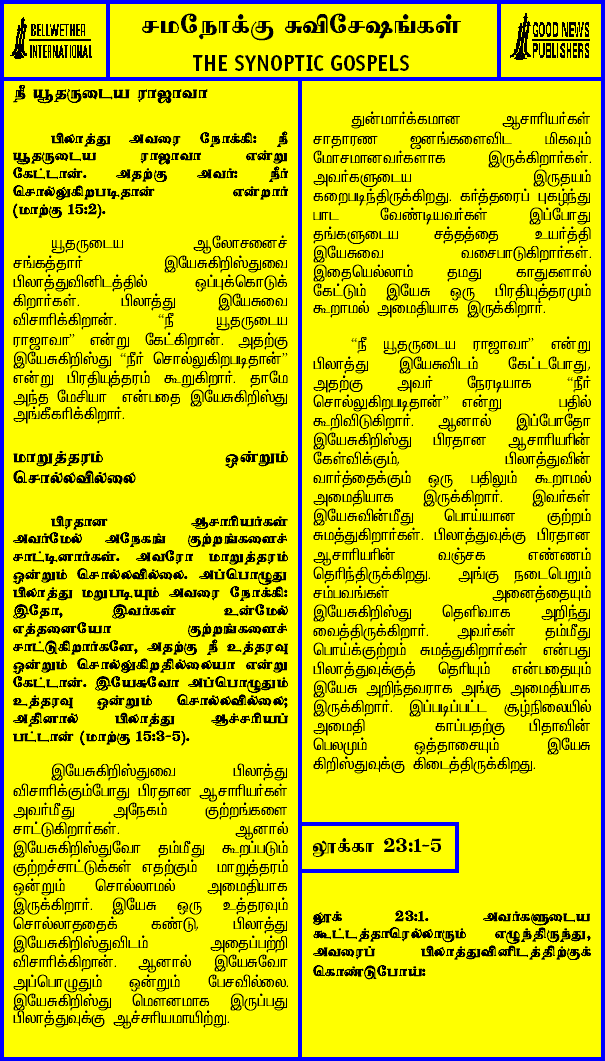 BELLWETHER
INTERNATIONAL
சமநோக்கு சுவிசேஷங்கள்
THE SYNOPTIC GOSPELS
GOOD NEWS
PUBLISHERS
நீ யூதருடைய ராஜாவா
பிலாத்து அவரை நோக்கி: நீ
யூதருடைய ராஜாவா என்று
கேட்டான். அதற்கு அவர்: நீர்
சொல்லுகிறபடிதான் என்றார்
(மாற்கு 15:2).
யூதருடைய ஆலோசனைச்
சங்கத்தார் இயேசுகிறிஸ்துவை
பிலாத்துவினிடத்தில் ஒப்புக்கொடுக்
கிறார்கள். பிலாத்து இயேசுவை
விசாரிக்கிறான். “நீ யூதருடைய
ராஜாவா” என்று கேட்கிறான். அதற்கு
இயேசுகிறிஸ்து “நீர் சொல்லுகிறபடிதான்”
என்று பிரதியுத்தரம் கூறுகிறார். தாமே
அந்த மேசியா என்பதை இயேசுகிறிஸ்து
அங்கீகரிக்கிறார்.
மாறுத்தரம் ஒன்றும்
சொல்லவில்லை
பிரதான ஆசாரியர்கள்
அவர்மேல் அநேகங் குற்றங்களைச்
சாட்டினார்கள். அவரோ மாறுத்தரம்
ஒன்றும் சொல்லவில்லை. அப்பொழுது
பிலாத்து மறுபடியும் அவரை நோக்கி:
இதோ, இவர்கள் உன்மேல்
எத்தனையோ குற்றங்களைச்
சாட்டுகிறார்களே, அதற்கு நீ உத்தரவு
ஒன்றும் சொல்லுகிறதில்லையா என்று
கேட்டான். இயேசுவோ அப்பொழுதும்
உத்தரவு ஒன்றும் சொல்லவில்லை;
அதினால் பிலாத்து ஆச்சரியப்
பட்டான் (மாற்கு 15:3-5).
இயேசுகிறிஸ்துவை பிலாத்து
விசாரிக்கும்போது பிரதான ஆசாரியர்கள்
அவர்மீது அநேகம் குற்றங்களை
சாட்டுகிறார்கள். ஆனால்
இயேசுகிறிஸ்துவோ தம்மீது கூறப்படும்
குற்றச்சாட்டுக்கள் எதற்கும் மாறுத்தரம்
ஒன்றும் சொல்லாமல் அமைதியாக
இருக்கிறார். இயேசு ஒரு உத்தரவும்
சொல்லாததைக் கண்டு, பிலாத்து
இயேசுகிறிஸ்துவிடம் அதைப்பற்றி
விசாரிக்கிறான். ஆனால் இயேசுவோ
அப்பொழுதும் ஒன்றும் பேசவில்லை.
இயேசுகிறிஸ்து மௌனமாக இருப்பது
பிலாத்துவுக்கு ஆச்சரியமாயிற்று.
துன்மார்க்கமான ஆசாரியர்கள்
சாதாரண ஜனங்களைவிட மிகவும்
மோசமானவர்களாக இருக்கிறார்கள்.
அவர்களுடைய இருதயம்
கறைபடிந்திருக்கிறது. கர்த்தரைப் புகழ்ந்து
பாட வேண்டியவர்கள் இப்போது
தங்களுடைய சத்தத்தை உயர்த்தி
இயேசுவை வசைபாடுகிறார்கள்.
இதையெல்லாம் தமது காதுகளால்
கேட்டும் இயேசு ஒரு பிரதியுத்தரமும்
கூறாமல் அமைதியாக இருக்கிறார்.
“நீ யூதருடைய ராஜாவா” என்று
பிலாத்து இயேசுவிடம் கேட்டபோது,
அதற்கு அவர் நேரடியாக “நீர்
சொல்லுகிறபடிதான்” என்று பதில்
கூறிவிடுகிறார். ஆனால் இப்போதோ
இயேசுகிறிஸ்து பிரதான ஆசாரியரின்
கேள்விக்கும், பிலாத்துவின்
வார்த்தைக்கும் ஒரு பதிலும் கூறாமல்
அமைதியாக இருக்கிறார். இவர்கள்
இயேசுவின்மீது பொய்யான குற்றம்
சுமத்துகிறார்கள். பிலாத்துவுக்கு பிரதான
ஆசாரியரின் வஞ்சக எண்ணம்
தெரிந்திருக்கிறது. அங்கு நடைபெறும்
சம்பவங்கள் அனைத்தையும்
இயேசுகிறிஸ்து தெளிவாக அறிந்து
வைத்திருக்கிறார். அவர்கள் தம்மீது
பொய்க்குற்றம் சுமத்துகிறார்கள் என்பது
பிலாத்துவுக்குத் தெரியும் என்பதையும்
இயேசு அறிந்தவராக அங்கு அமைதியாக
இருக்கிறார். இப்படிப்பட்ட சூழ்நிலையில்
அமைதி காப்பதற்கு பிதாவின்
பெலமும் ஒத்தாசையும் இயேசு
கிறிஸ்துவுக்கு கிடைத்திருக்கிறது.
லூக்கா 23:1-5
லூக் 23:1. அவர்களுடைய
கூட்டத்தாரெல்லாரும் எழுந்திருந்து,
அவரைப் பிலாத்துவினிடத்திற்குக்
கொண்டுபோய்: